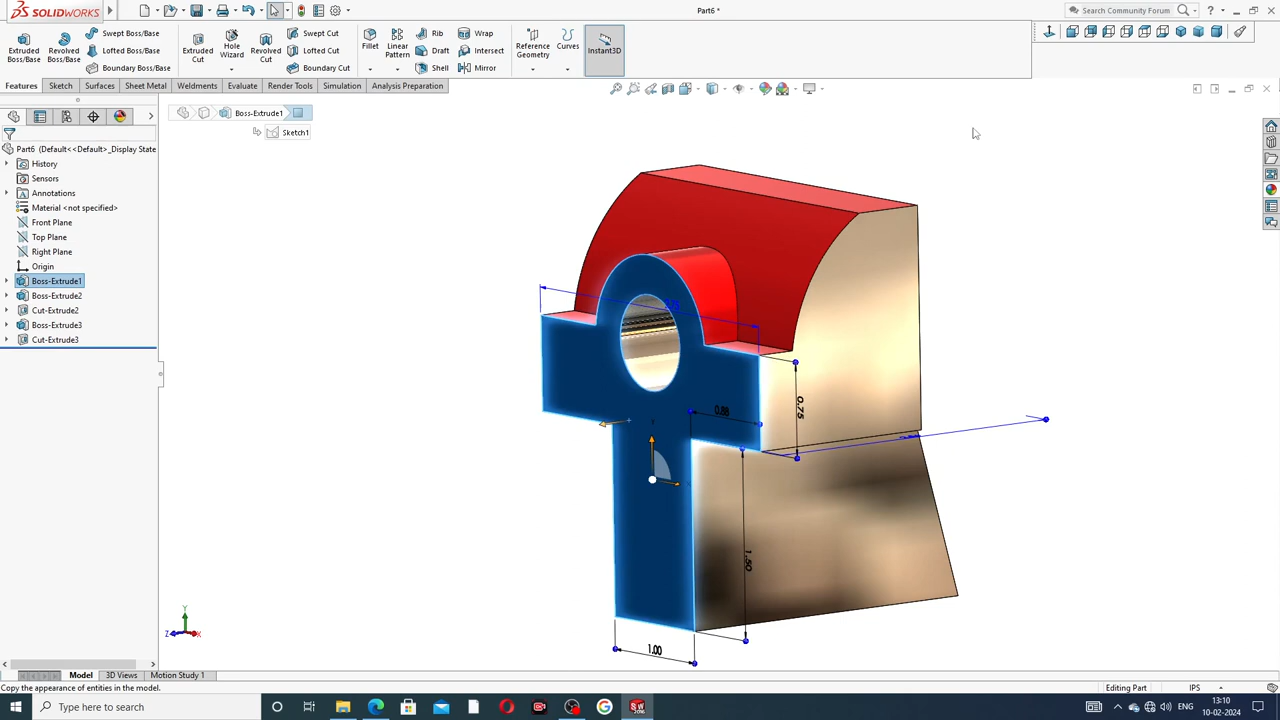 SOLIDWORKS
Part6 *
Search Community Forum
Extruded Boss/Base
Revolved Boss/Base
Swept Boss/Base
Lofted Boss/Base
Boundary Boss/Base
Extruded Cut
Hole Wizard
Revolved Cut
Swept Cut
Lofted Cut
Boundary Cut
Fillet
Linear Pattern
Rib
Draft
Shell
Wrap
Intersect
Mirror
Reference Geometry
Curves
Instant3D
Features
Sketch
Surfaces
Sheet Metal
Weldments
Evaluate
Render Tools
Simulation
Analysis Preparation
Boss-Extrude1
Sketch1
Part6 (Default<<Default>_Display State
History
Sensors
Annotations
Material <not specified>
Front Plane
Top Plane
Right Plane
Origin
Boss-Extrude1
Boss-Extrude2
Cut-Extrude2
Boss-Extrude3
Cut-Extrude3
0.75
0.88
1.50
1.00
Y
Z
X
Model
3D Views
Motion Study 1
Copy the appearance of entities in the model.
Editing Part
IPS
Type here to search
ENG
13:10
10-02-2024